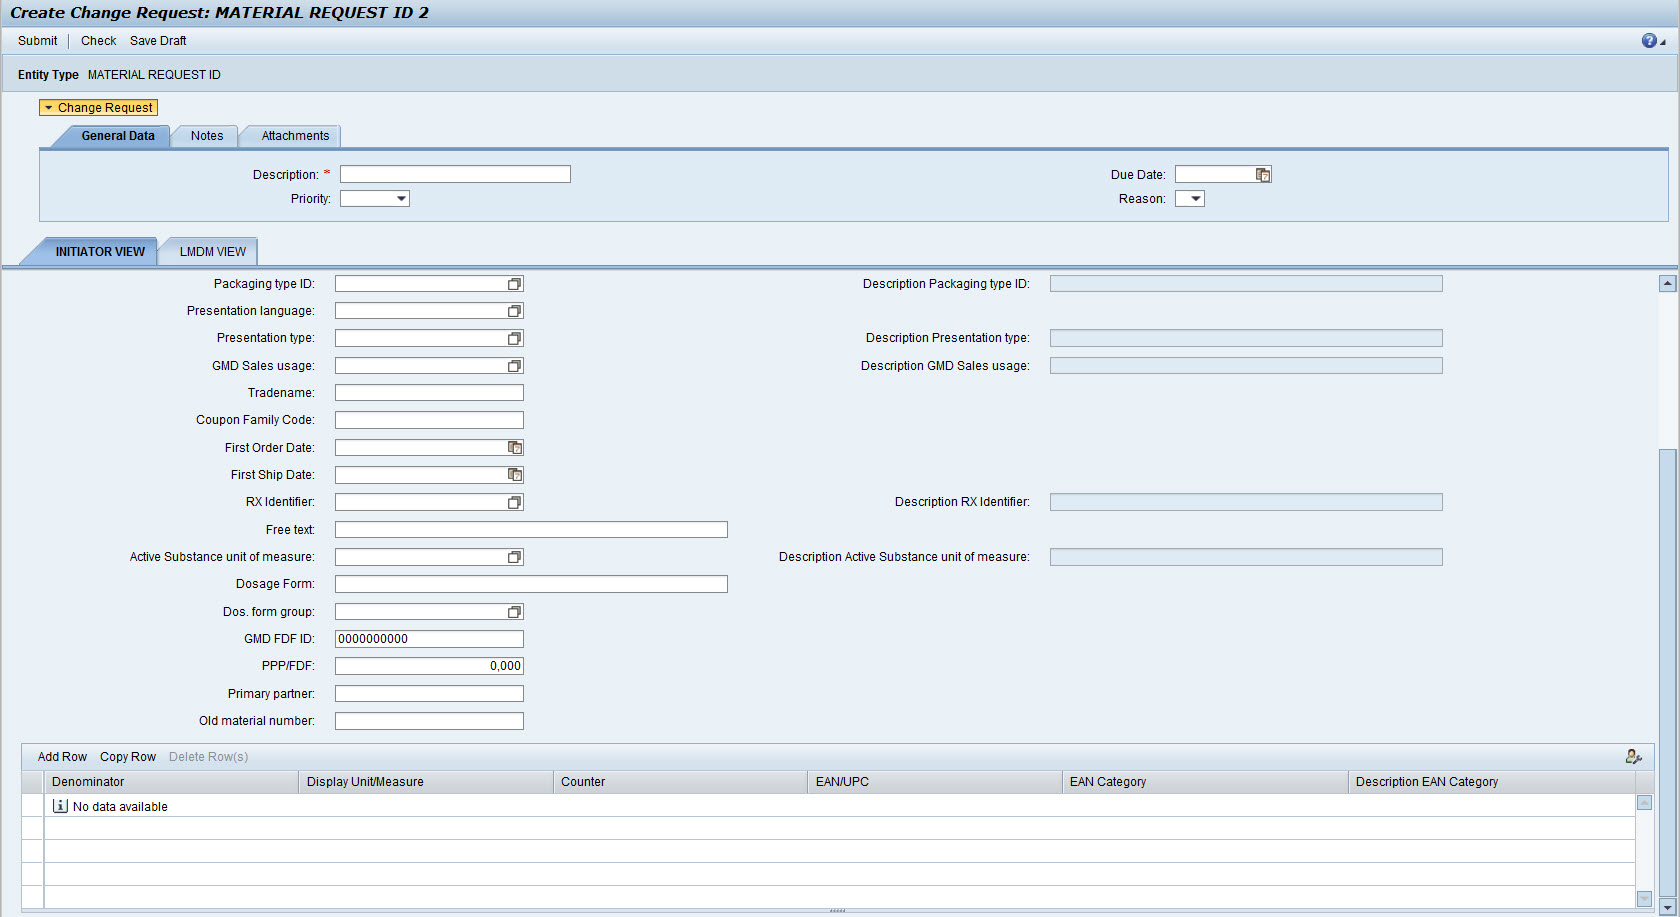 Create Change Request: MATERIAL REQUEST ID 2
Submit Check Save Draft
Entity Type MATERIAL REQUEST ID
Change Request
General Data Notes Attachments
Description: * Due Date:
Priority: Reason:
INITIATOR VIEW LMDM VIEW
Packaging type ID: Description Packaging type ID:
Presentation language:
Presentation type: Description Presentation type:
GMD Sales usage: Description GMD Sales usage:
Tradename:
Coupon Family Code:
First Order Date:
First Ship Date:
RX Identifier: Description RX Identifier:
Free text:
Active Substance unit of measure: Description Active Substance unit of measure:
Dosage Form:
Dos. form group:
GMD FDF ID: 0000000000
PPP/FDF: 0,000
Primary partner:
Old material number:
Add Row Copy Row Delete Row(s)
Denominator Display Unit/Measure Counter EAN/UPC EAN Category Description EAN Category
No data available